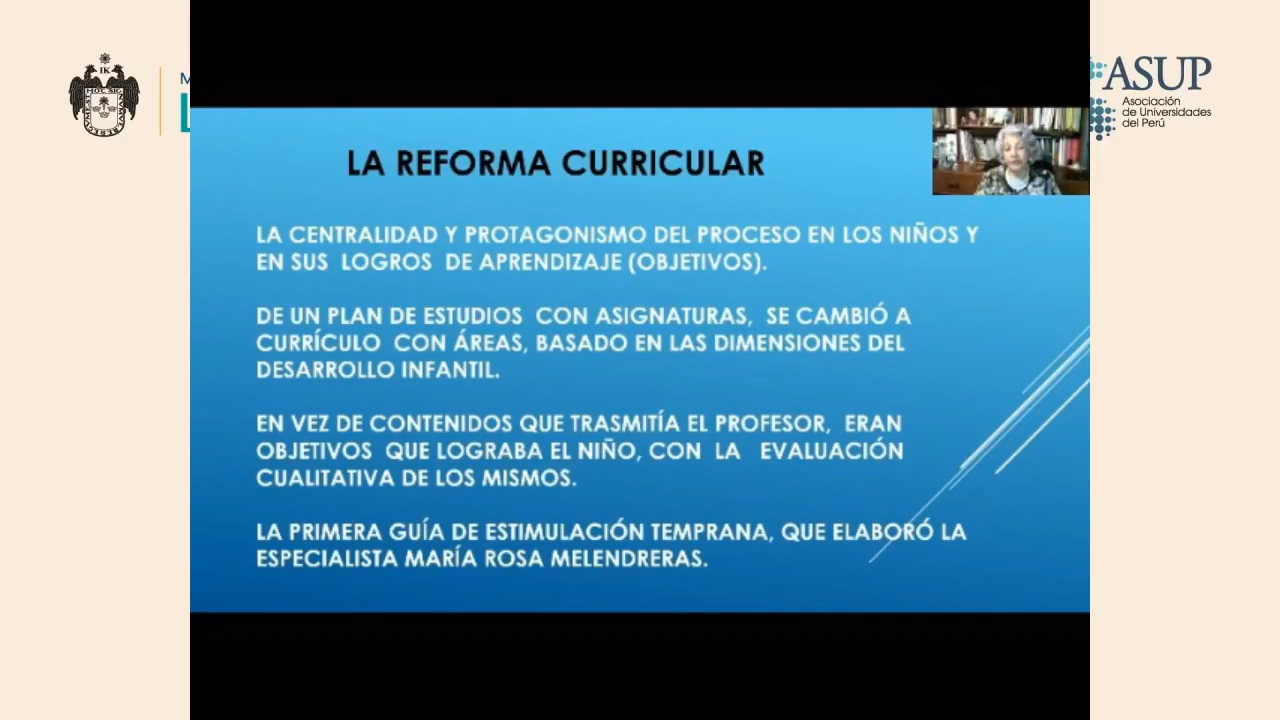 IK
M
L
ASUP
Asociación
de Universidades
del Perú
LA REFORMA CURRICULAR
LA CENTRALIDAD Y PROTAGONISMO DEL PROCESO EN LOS NIÑOS Y
EN SUS LOGROS DE APRENDIZAJE (OBJETIVOS).
DE UN PLAN DE ESTUDIOS CON ASIGNATURAS, SE CAMBIÓ A
CURRÍCULO CON ÁREAS, BASADO EN LAS DIMENSIONES DEL
DESARROLLO INFANTIL.
EN VEZ DE CONTENIDOS QUE TRASMITÍA EL PROFESOR, ERAN
OBJETIVOS QUE LOGRABA EL NIÑO, CON LA EVALUACIÓN
CUALITATIVA DE LOS MISMOS.
LA PRIMERA GUÍA DE ESTIMULACIÓN TEMPRANA, QUE ELABORÓ LA
ESPECIALISTA MARÍA ROSA MELENDRERAS.